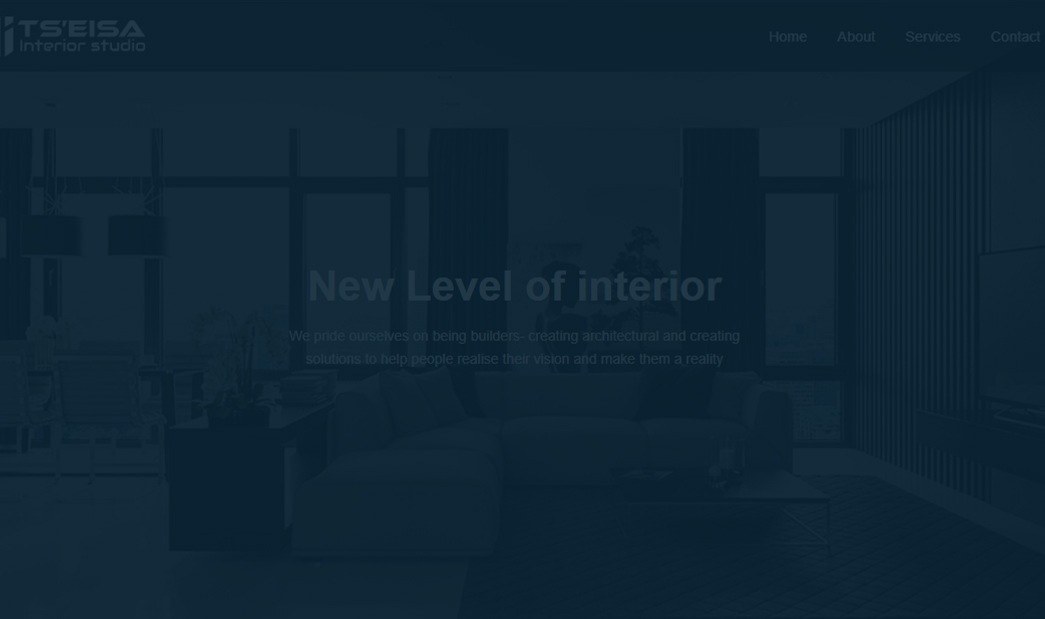 iTS'EISA
Interior studio
Home About Services Contact
New Level of interior
We pride ourselves on being builders- creating architectural and creating
solutions to help people realise their vision and make them a reality